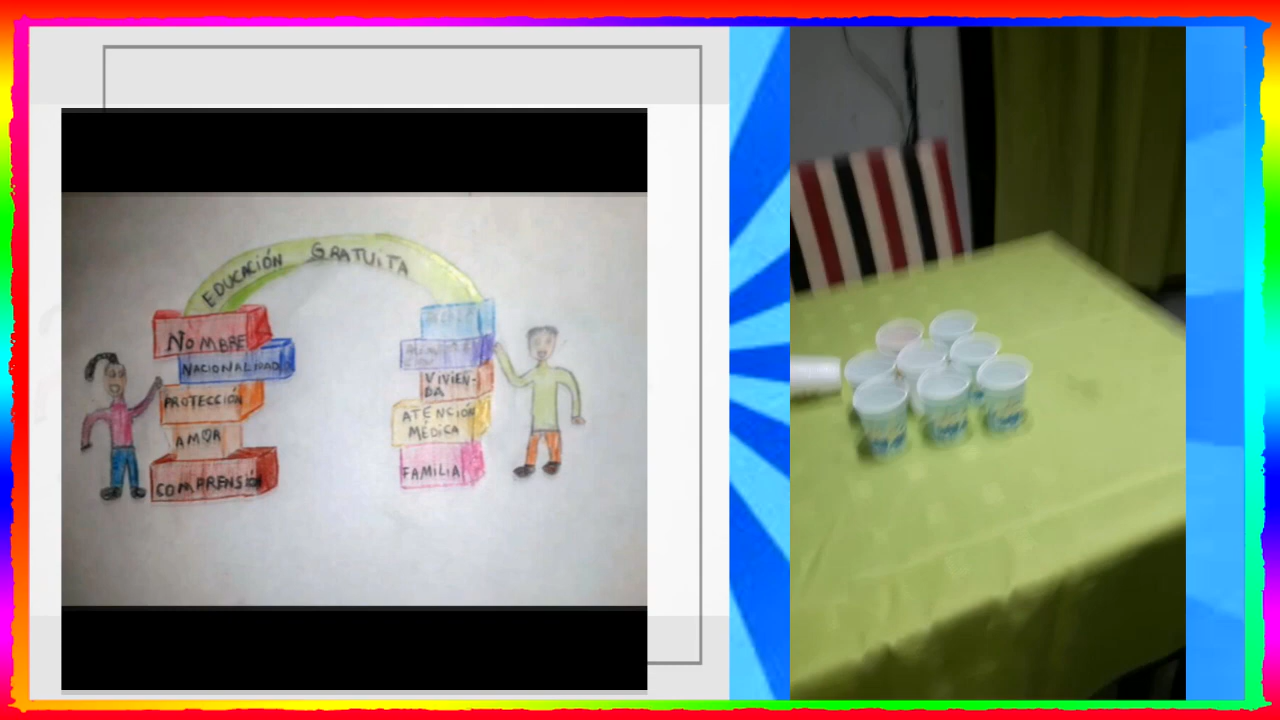 EDUCACIÓN GRATUITA
NOMBRE
NACIONALIDAD
PROTECCIÓN
AMOR
COMPRENSIÓN
VIVIEN-
DA
ATENCIÓN
MÉDICA
FAMILIA